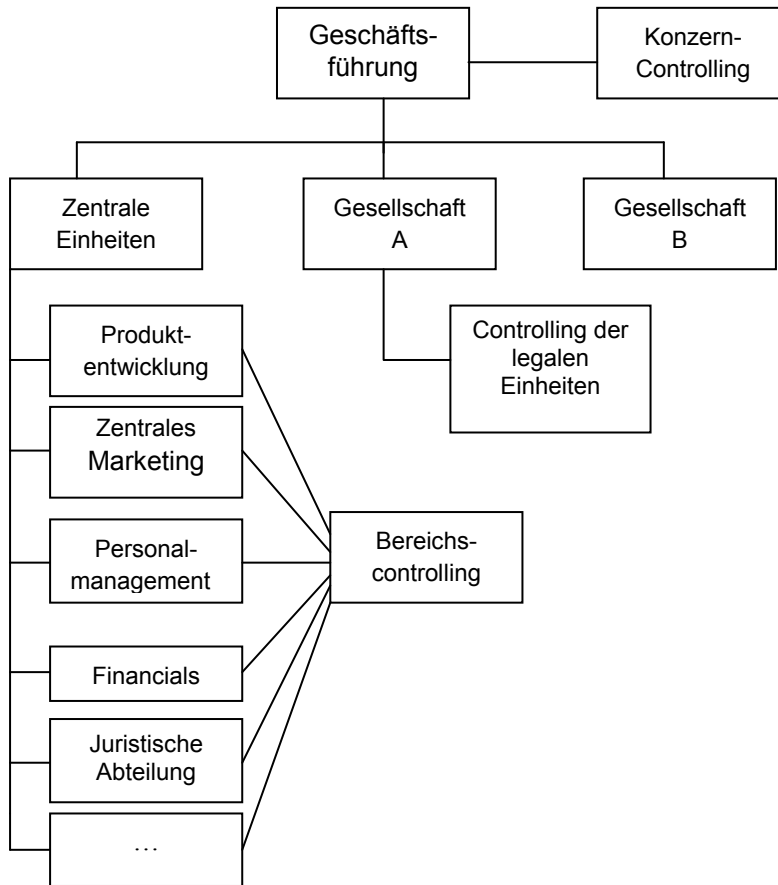 Geschäfts-
führung
Konzern-
Controlling
Zentrale
Einheiten
Gesellschaft
A
Gesellschaft
B
Produkt-
entwicklung
Controlling der
legalen
Einheiten
Zentrales
Marketing
Personal-
management
Bereichs-
controlling
Financials
Juristische
Abteilung
…